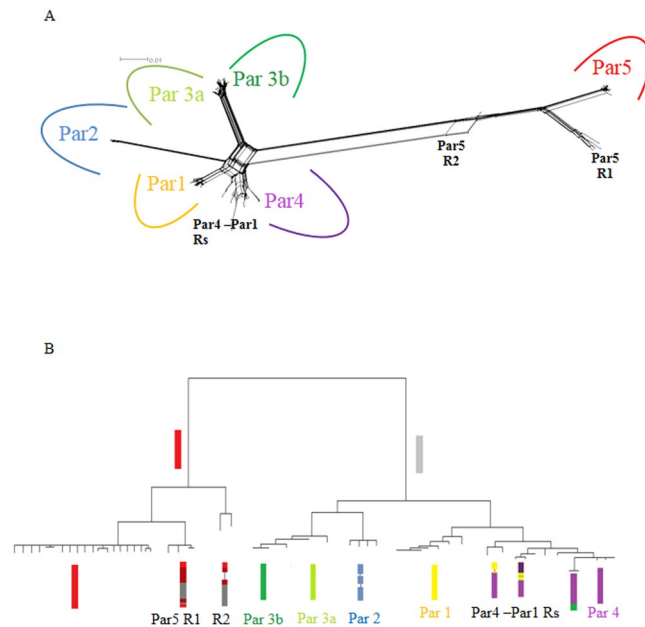 A
0.01
Par 3b
Par 3a
Par5
Par2
Par5
R2
Par5
R1
Par1
Par4
Par4 –Par1
Rs
B
Par5 R1 R2 Par 3b Par 3a Par 2 Par 1 Par4 –Par1 Rs Par 4